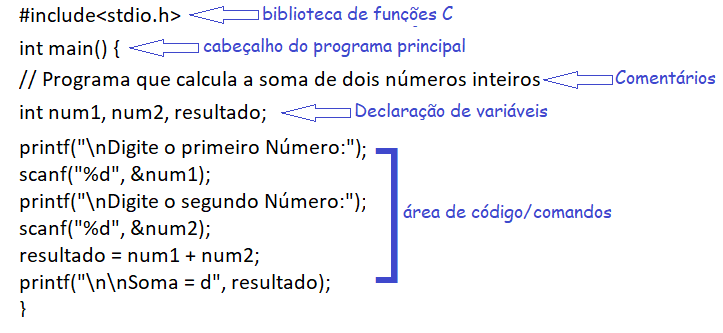 #include<stdio.h> biblioteca de funções C
int main() { cabeçalho do programa principal
// Programa que calcula a soma de dois números inteiros Comentários
int num1, num2, resultado; Declaração de variáveis
printf("\nDigite o primeiro Número:");
scanf("%d", &num1);
printf("\nDigite o segundo Número:");
área de código/comandos
scanf("%d", &num2);
resultado = num1 + num2;
printf("\n\nSoma = d", resultado);
}